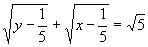 √(y − 1/5) + √(x − 1/5) = √5